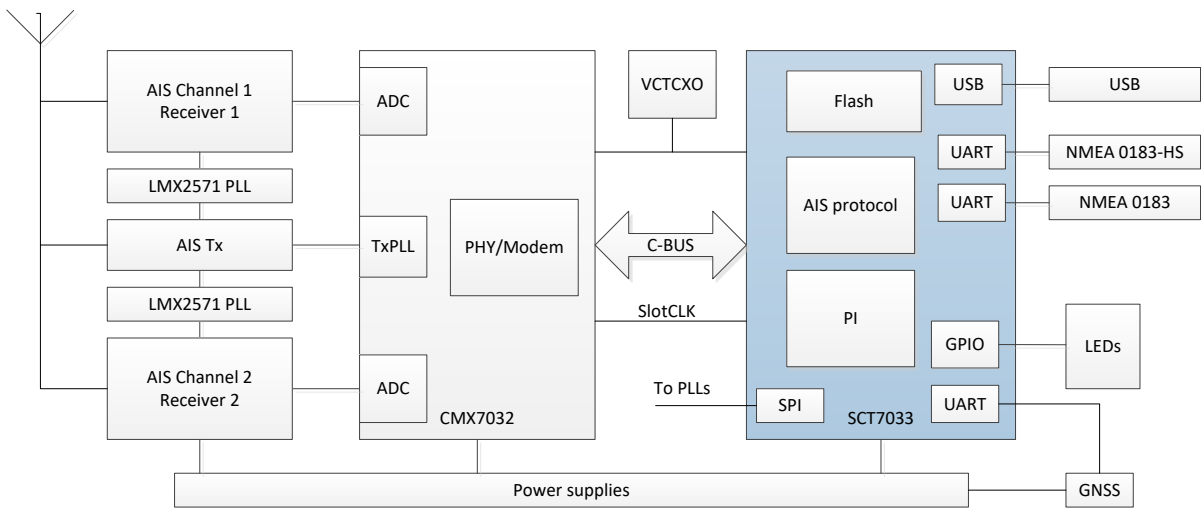 AIS Channel 1
Receiver 1
LMX2571 PLL
AIS Tx
LMX2571 PLL
AIS Channel 2
Receiver 2
ADC
TxPLL
ADC
PHY/Modem
CMX7032
VCTCXO
C-BUS
SlotCLK
To PLLs
Flash
AIS protocol
PI
SPI
SCT7033
USB
UART
UART
GPIO
UART
USB
NMEA 0183-HS
NMEA 0183
LEDs
GNSS
Power supplies